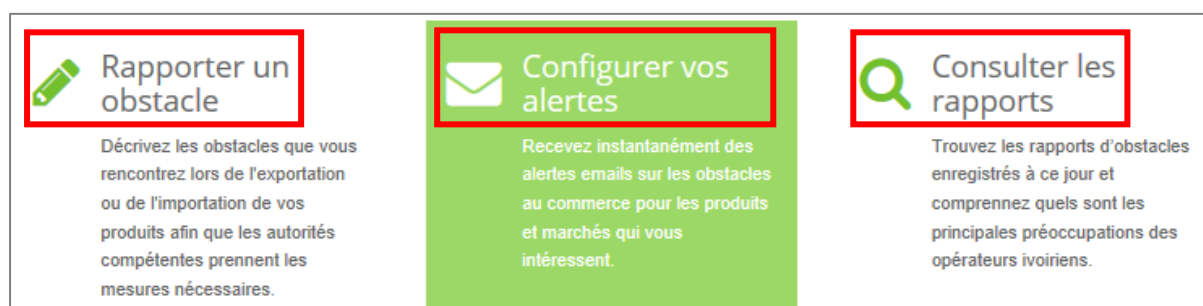 Rapporter un
obstacle
Décrivez les obstacles que vous
rencontrez lors de l'exportation
ou de l'importation de vos
produits afin que les autorités
compétentes prennent les
mesures nécessaires.
Configurer vos
alertes
Recevez instantanément des
alertes emails sur les obstacles
au commerce pour les produits
et marchés qui vous
intéressent.
Consulter les
rapports
Trouvez les rapports d'obstacles
enregistrés à ce jour et
comprennez quels sont les
principales préoccupations des
opérateurs ivoiriens.